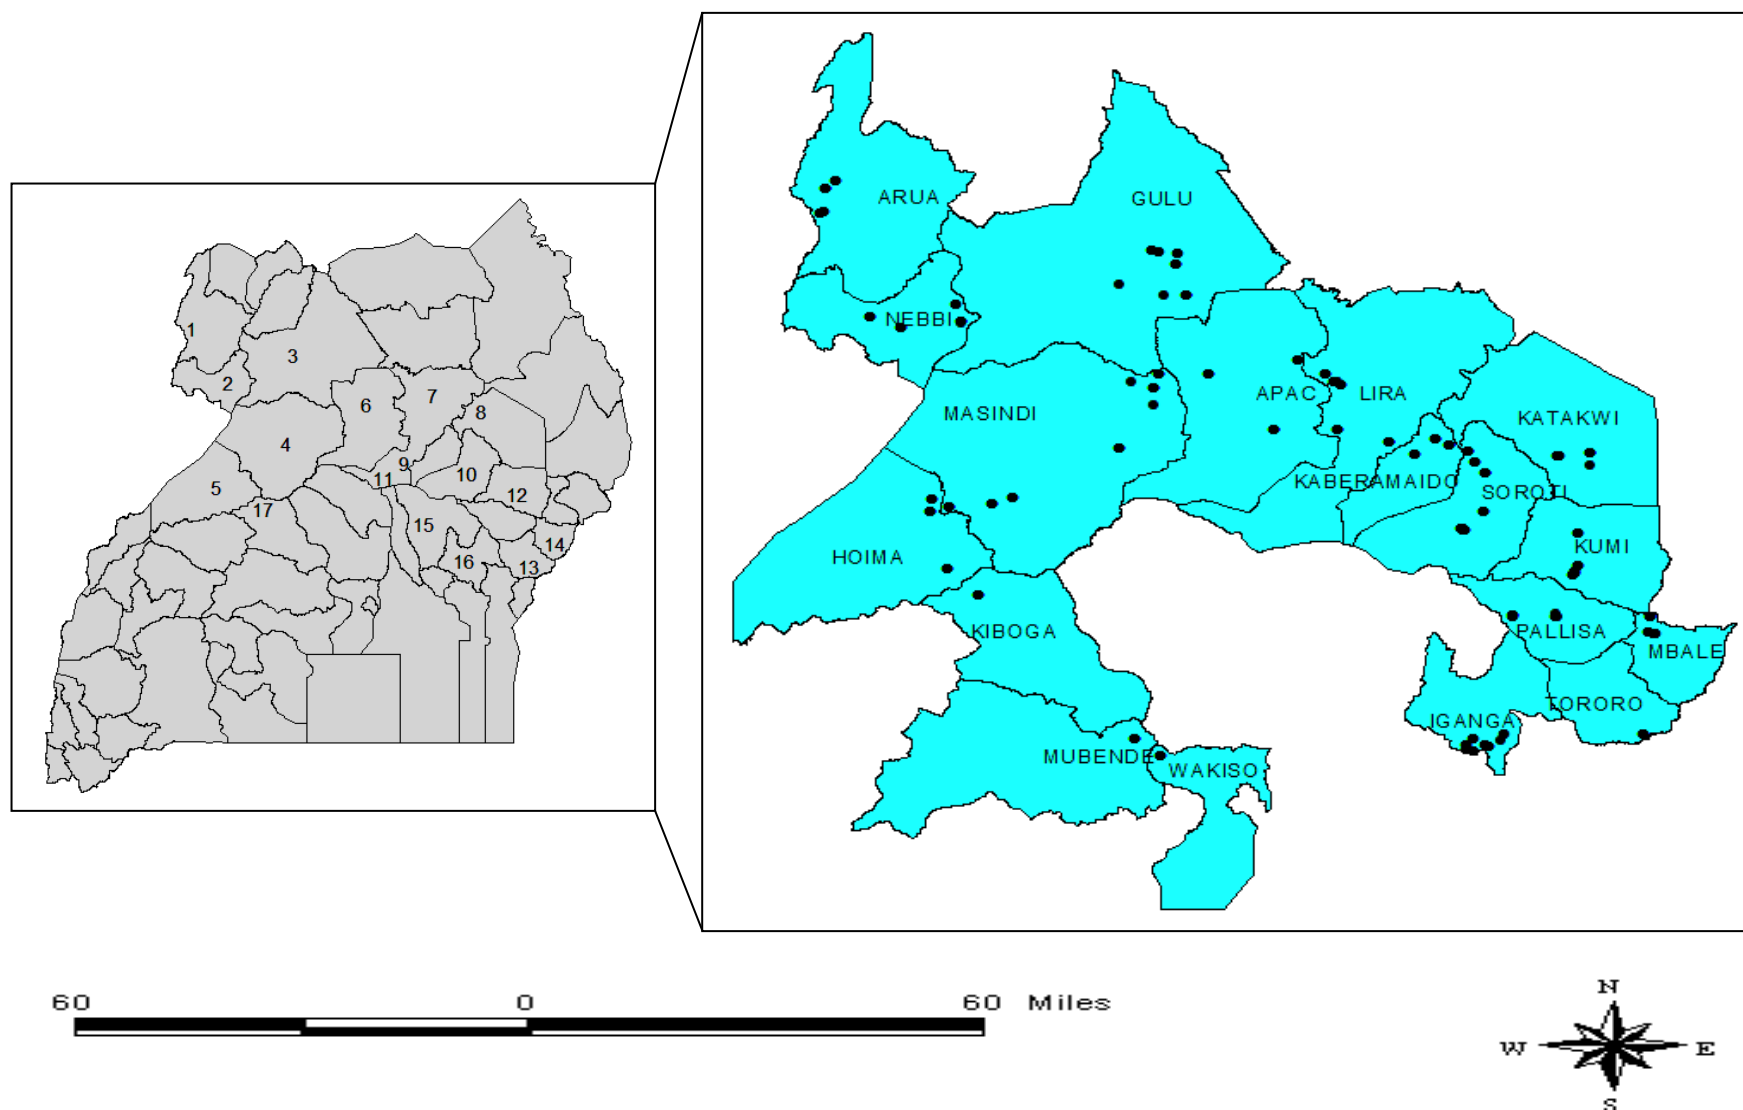 1
2
3
4
5
6
7
8
9
10
11
12
13
14
15
16
17
ARUA
GULU
NEBBI
MASINDI
APAC
LIRA
KATAKWI
KABERAMAIDO
SOROTI
HOIMA
KUMI
KIBOGA
PALLISA
MBALE
TORORO
IGANGA
MUBENDE
WAKISO
60 0 60 Miles
N
W E
S